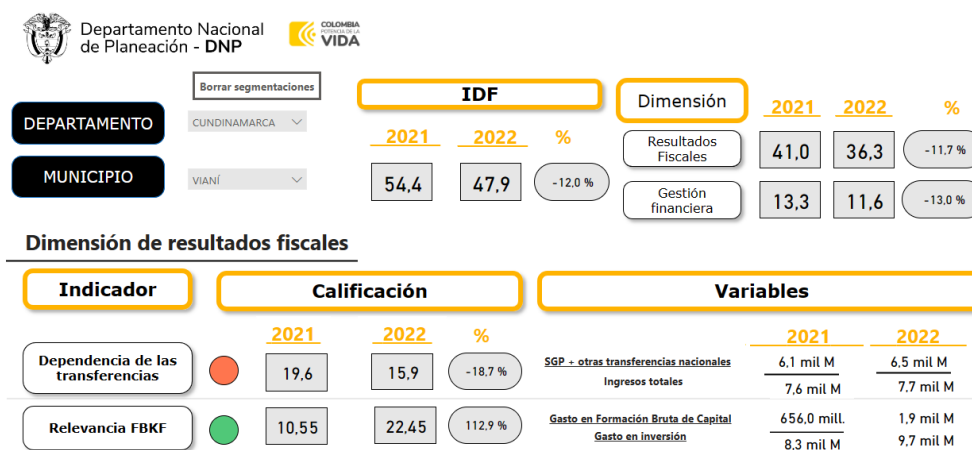 Departamento Nacional
de Planeación - DNP
COLOMBIA
POTENCIA DE LA
VIDA
Borrar segmentaciones
DEPARTAMENTO
CUNDINAMARCA
MUNICIPIO
VIANÍ
IDF
2021 2022 %
54,4 47,9 -12,0 %
Dimensión 2021 2022 %
Resultados
Fiscales
41,0 36,3 -11,7 %
Gestión
financiera
13,3 11,6 -13,0 %
Dimensión de resultados fiscales
Indicador Calificación Variables
2021 2022 % 2021 2022
Dependencia de las
transferencias
19,6 15,9 -18,7 %
SGP + otras transferencias nacionales 6,1 mil M 6,5 mil M
Ingresos totales 7,6 mil M 7,7 mil M
Relevancia FBKF 10,55 22,45 112,9 %
Gasto en Formación Bruta de Capital 656,0 mill. 1,9 mil M
Gasto en inversión 8,3 mil M 9,7 mil M